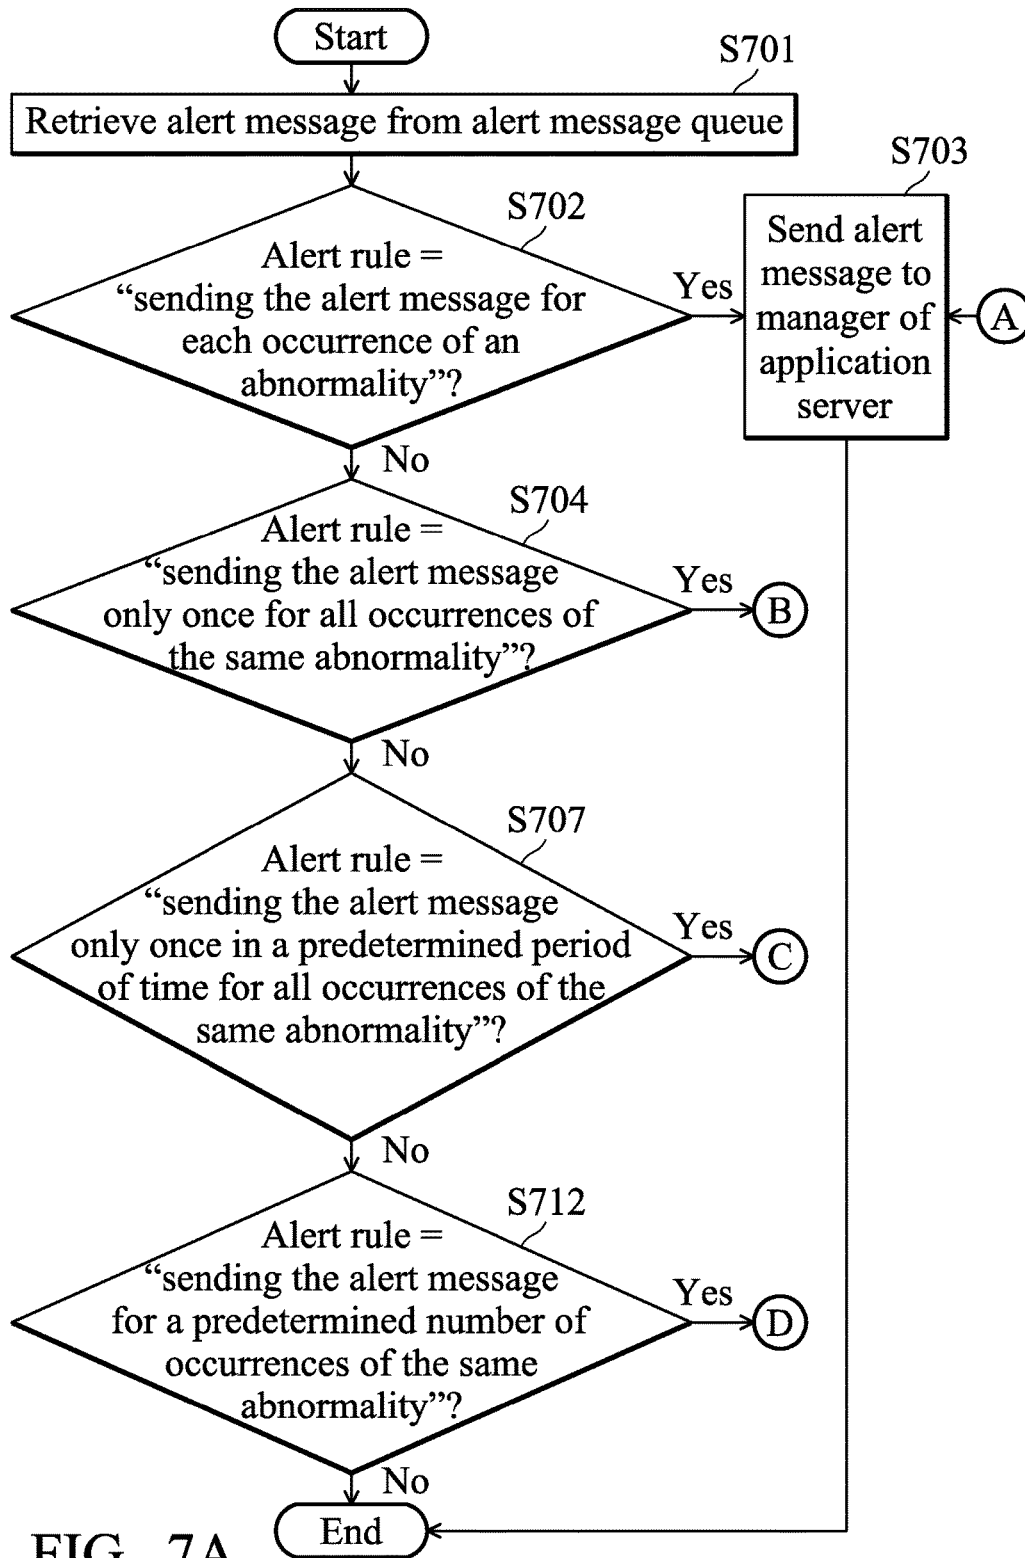 Start
S701
Retrieve alert message from alert message queue
S702
Alert rule =
“sending the alert message for
each occurrence of an
abnormality”?
Yes
S703
Send alert
message to
manager of
application
server
A
No
S704
Alert rule =
“sending the alert message
only once for all occurrences of
the same abnormality”?
Yes
B
No
S707
Alert rule =
“sending the alert message
only once in a predetermined period
of time for all occurrences of the
same abnormality”?
Yes
C
No
S712
Alert rule =
“sending the alert message
for a predetermined number of
occurrences of the same
abnormality”?
Yes
D
No
End
FIG. 7A